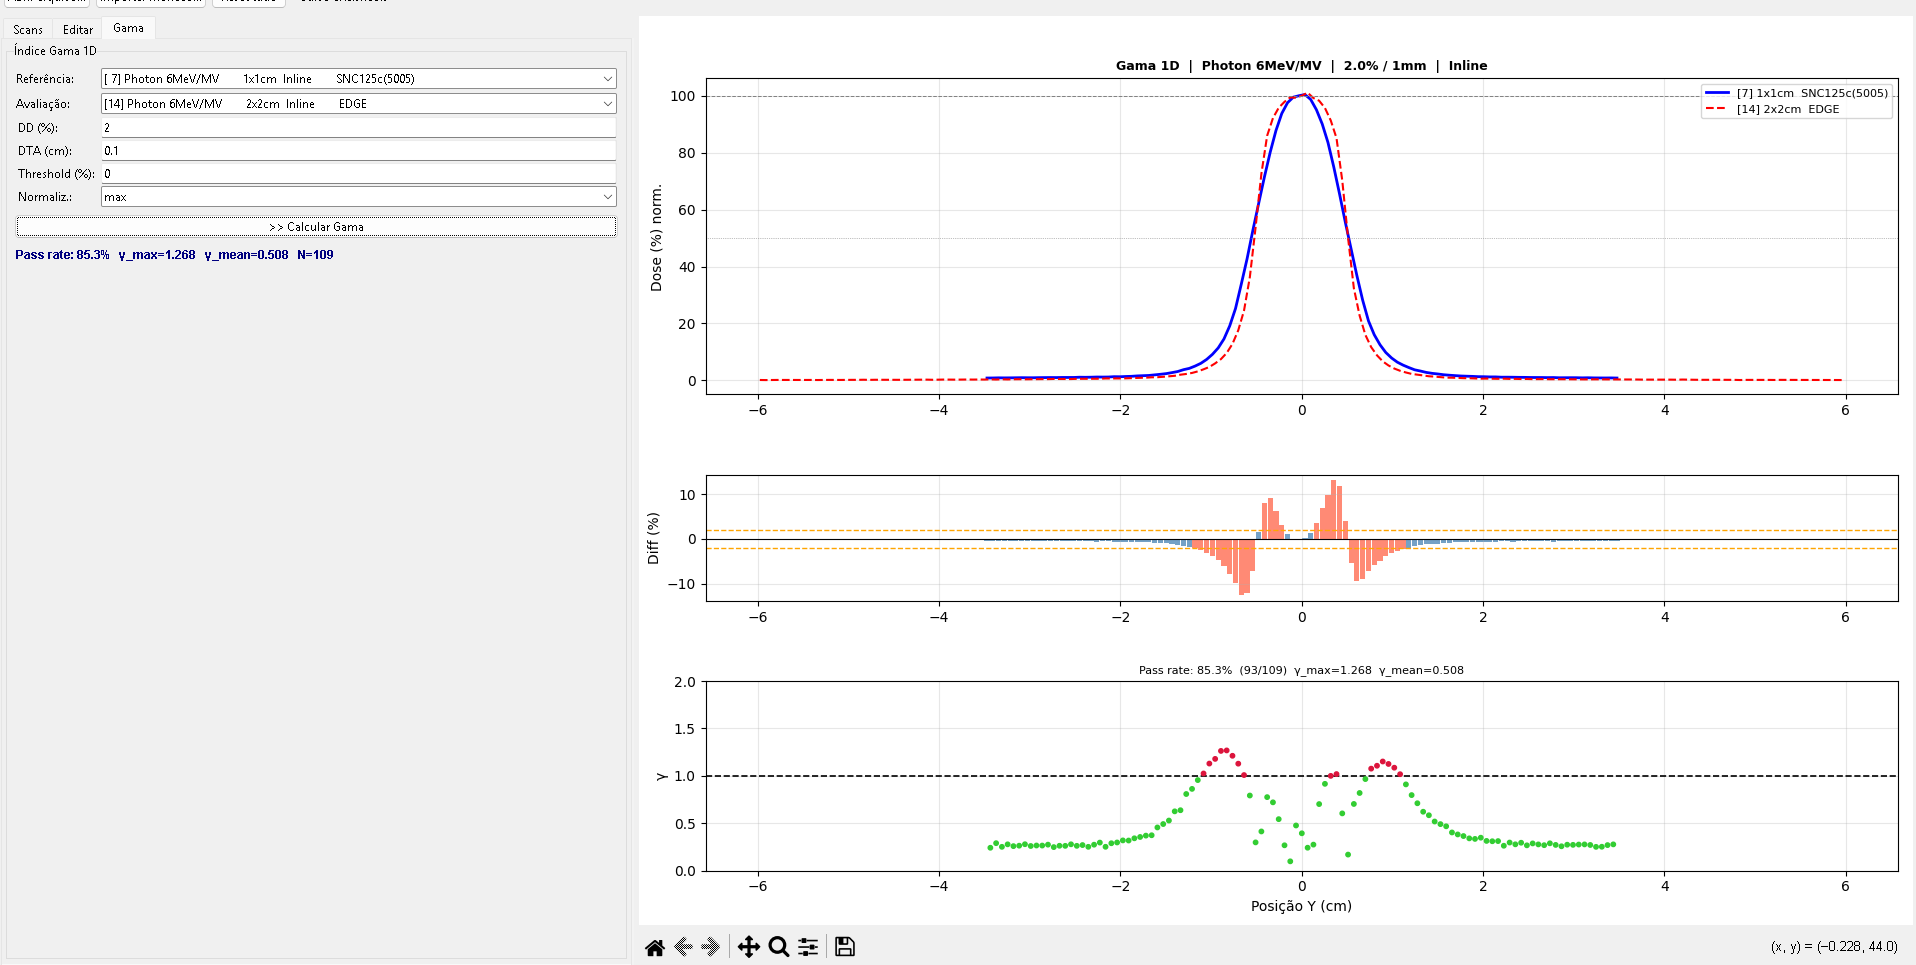 Scans Editar Gama
Índice Gama 1D
Referência: [ 7] Photon 6MeV/MV 1x1cm Inline SNC125c(5005)
Avaliação: [14] Photon 6MeV/MV 2x2cm Inline EDGE
DD (%): 2
DTA (cm): 0.1
Threshold (%): 0
Normaliz.: max
>> Calcular Gama
Pass rate: 85.3% γ_max=1.268 γ_mean=0.508 N=109
Gama 1D | Photon 6MeV/MV | 2.0% / 1mm | Inline
[7] 1x1cm SNC125c(5005)
[14] 2x2cm EDGE
Dose (%) norm.
100
80
60
40
20
0
−6 −4 −2 0 2 4 6
Diff (%)
10
0
−10
−6 −4 −2 0 2 4 6
Pass rate: 85.3% (93/109) γ_max=1.268 γ_mean=0.508
γ
2.0
1.5
1.0
0.5
0.0
−6 −4 −2 0 2 4 6
Posição Y (cm)
(x, y) = (−0.228, 44.0)